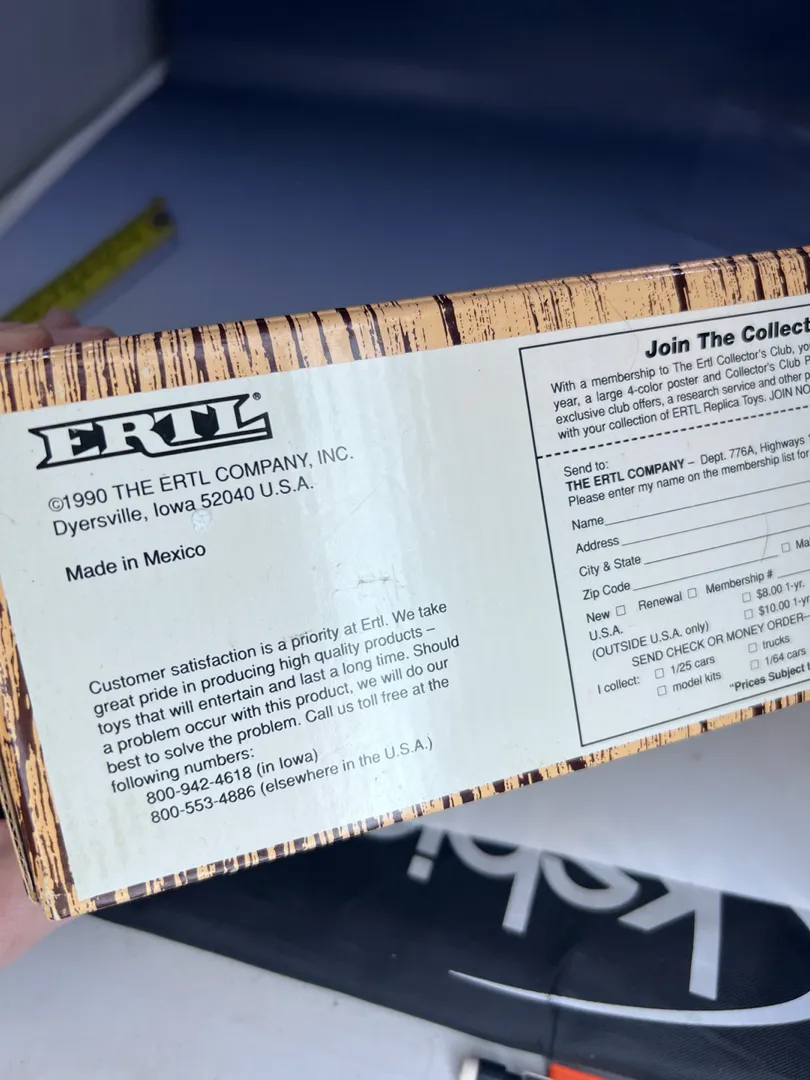 ERTL®
©1990 THE ERTL COMPANY, INC.
Dyersville, Iowa 52040 U.S.A.
Made in Mexico
Customer satisfaction is a priority at Ertl. We take
great pride in producing high quality products –
toys that will entertain and last a long time. Should
a problem occur with this product, we will do our
best to solve the problem. Call us toll free at the
following numbers:
800-942-4618 (in Iowa)
800-553-4886 (elsewhere in the U.S.A.)
Join The Collect
With a membership to The Ertl Collector's Club, yo
year, a large 4-color poster and Collector's Club P
exclusive club offers, a research service and other p
with your collection of ERTL Replica Toys. JOIN NO
Send to:
THE ERTL COMPANY – Dept. 776A, Highways
Please enter my name on the membership list for
Name
Address
City & State
Zip Code
☐ Ma
New ☐ Renewal ☐ Membership #
U.S.A. ☐ $8.00 1-yr.
(OUTSIDE U.S.A. only) ☐ $10.00 1-yr
SEND CHECK OR MONEY ORDER–
I collect: ☐ 1/25 cars ☐ trucks
☐ model kits ☐ 1/64 cars
"Prices Subject t